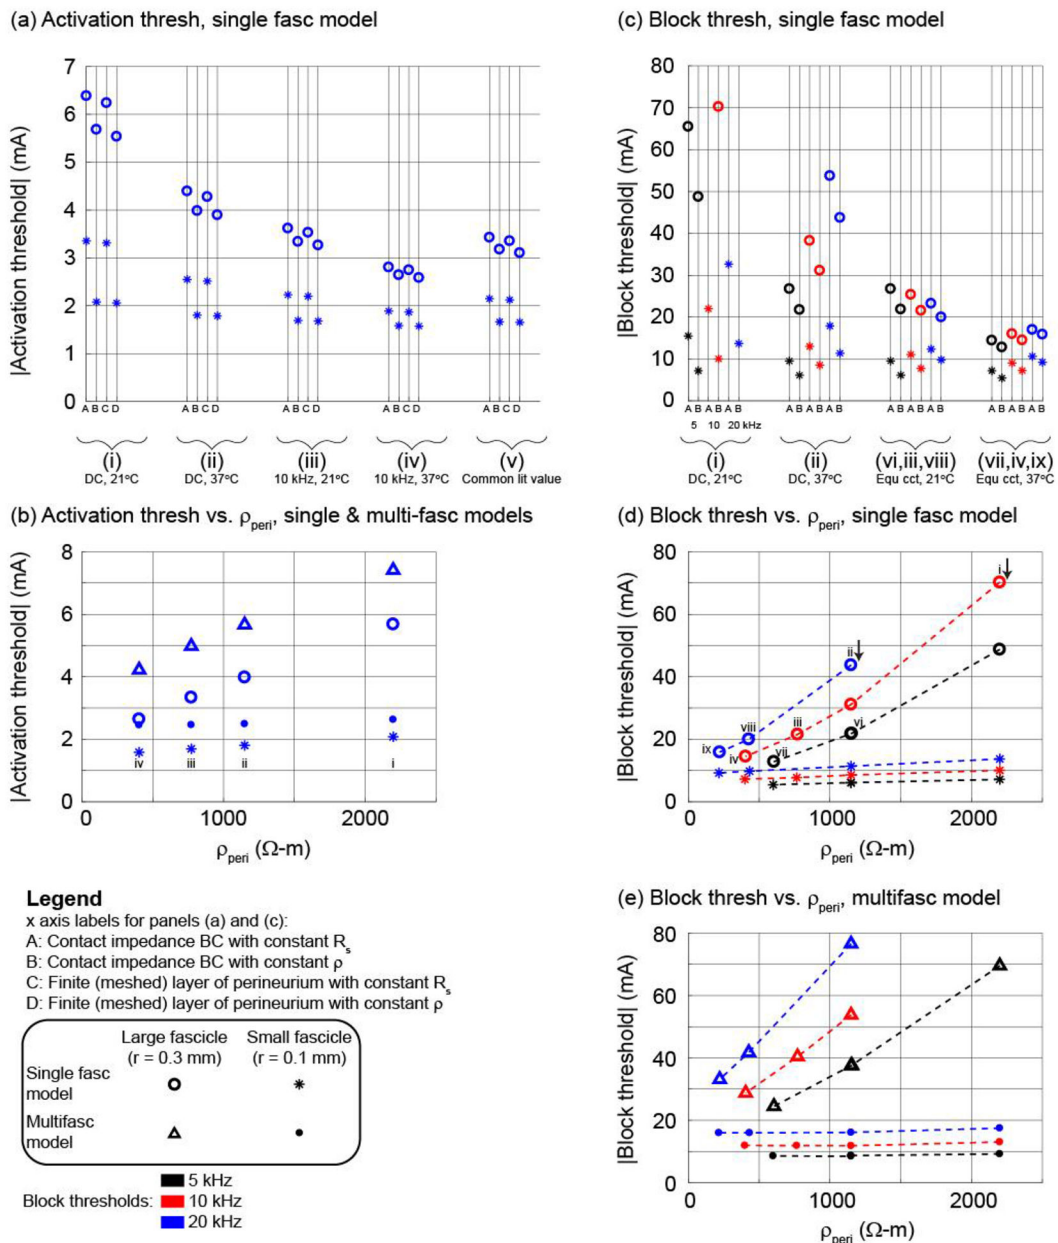 (a) Activation thresh, single fasc model
|Activation threshold| (mA)
7
6
5
4
3
2
1
0
A B C D
A B C D
A B C D
A B C D
A B C D
(i)
DC, 21°C
(ii)
DC, 37°C
(iii)
10 kHz, 21°C
(iv)
10 kHz, 37°C
(v)
Common lit value
(c) Block thresh, single fasc model
|Block threshold| (mA)
80
70
60
50
40
30
20
10
0
A B A B A B
5 10 20 kHz
A B A B A B
A B A B A B
A B A B A B
(i)
DC, 21°C
(ii)
DC, 37°C
(vi,iii,viii)
Equ cct, 21°C
(vii,iv,ix)
Equ cct, 37°C
(b) Activation thresh vs. ρperi, single & multi-fasc models
|Activation threshold| (mA)
8
6
4
2
0
iv
iii
ii
i
0 1000 2000
ρperi (Ω-m)
(d) Block thresh vs. ρperi, single fasc model
|Block threshold| (mA)
80
60
40
20
0
i
ii
viii
iii
vi
ix
iv
vii
0 1000 2000
ρperi (Ω-m)
Legend
x axis labels for panels (a) and (c):
A: Contact impedance BC with constant Rs
B: Contact impedance BC with constant ρ
C: Finite (meshed) layer of perineurium with constant Rs
D: Finite (meshed) layer of perineurium with constant ρ
Large fascicle
(r = 0.3 mm)
Small fascicle
(r = 0.1 mm)
Single fasc
model
Multifasc
model
Block thresholds:
5 kHz
10 kHz
20 kHz
(e) Block thresh vs. ρperi, multifasc model
|Block threshold| (mA)
80
60
40
20
0
0 1000 2000
ρperi (Ω-m)